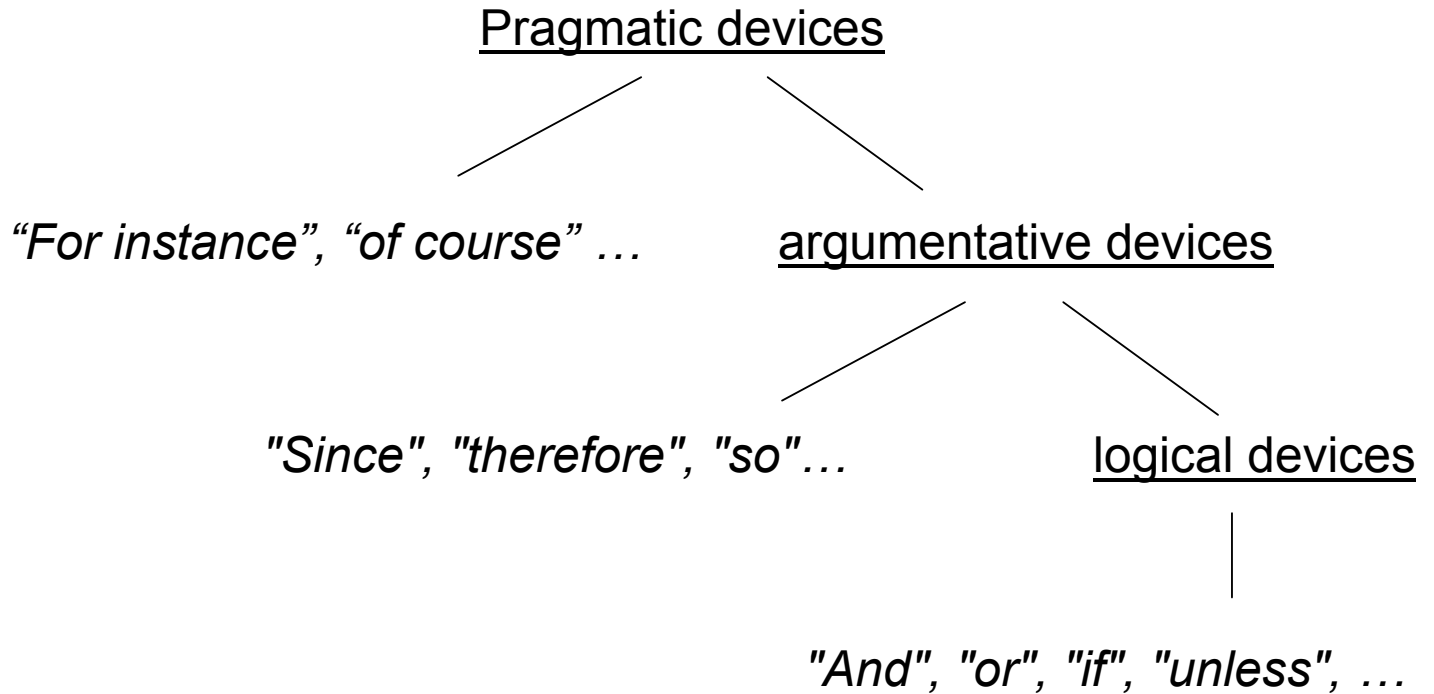 Pragmatic devices
“For instance”, “of course” …
argumentative devices
"Since", "therefore", "so"…
logical devices
"And", "or", "if", "unless", …